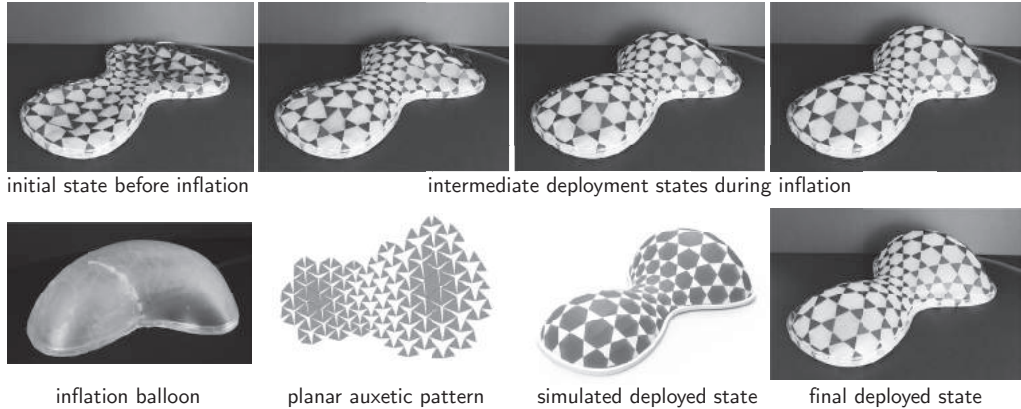 initial state before inflation
intermediate deployment states during inflation
inflation balloon
planar auxetic pattern
simulated deployed state
final deployed state